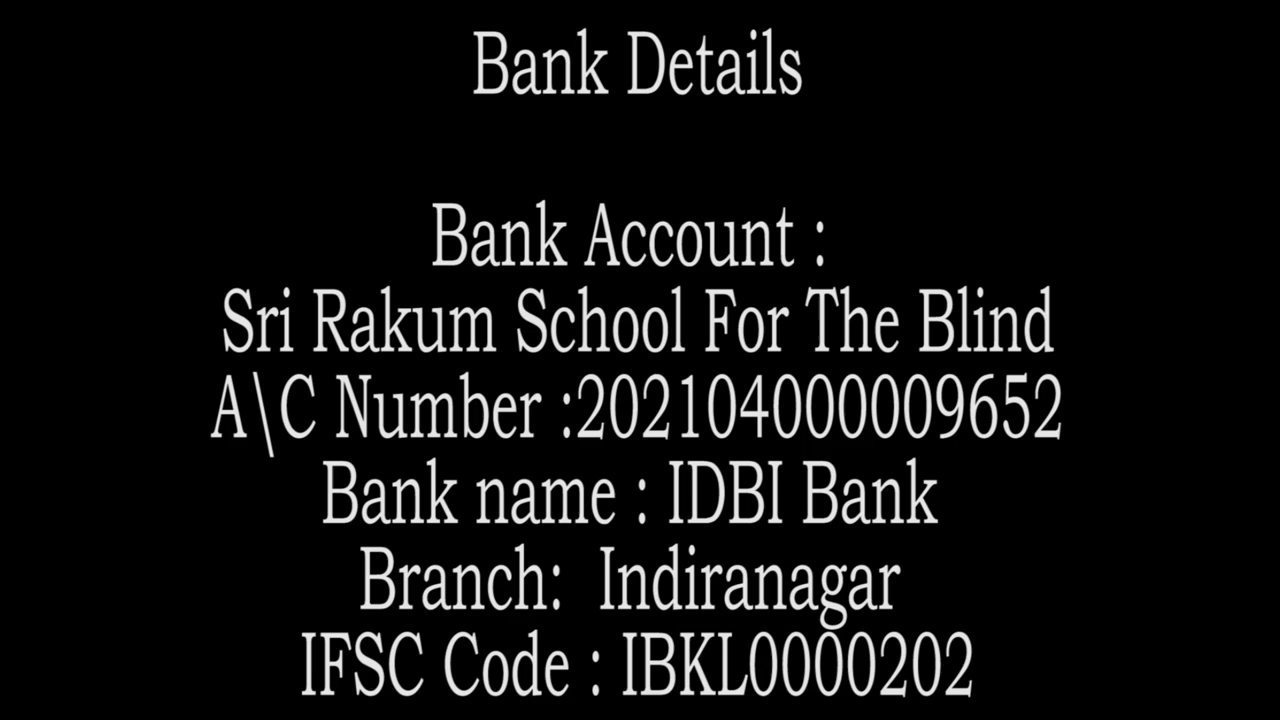 Bank Details
Bank Account :
Sri Rakum School For The Blind
A\C Number :202104000009652
Bank name : IDBI Bank
Branch:  Indiranagar
IFSC Code : IBKL0000202